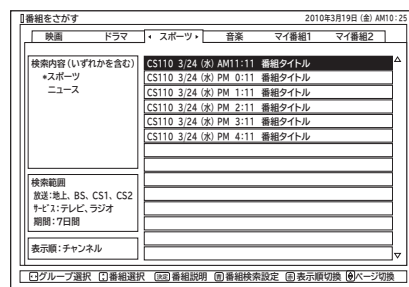 番組をさがす 2010年3月19日 (金) AM10:25
映画 ドラマ スポーツ 音楽 マイ番組1 マイ番組2
検索内容(いずれかを含む)
*スポーツ
ニュース
CS110 3/24 (水) AM11:11 番組タイトル
CS110 3/24 (水) PM 0:11 番組タイトル
CS110 3/24 (水) PM 1:11 番組タイトル
CS110 3/24 (水) PM 2:11 番組タイトル
CS110 3/24 (水) PM 3:11 番組タイトル
CS110 3/24 (水) PM 4:11 番組タイトル
検索範囲
放送:地上、BS、CS1、CS2
サービス:テレビ、ラジオ
期間:7日間
表示順:チャンネル
グループ選択 番組選択 決定 番組説明 青 番組検索設定 赤 表示順切換 ページ切換